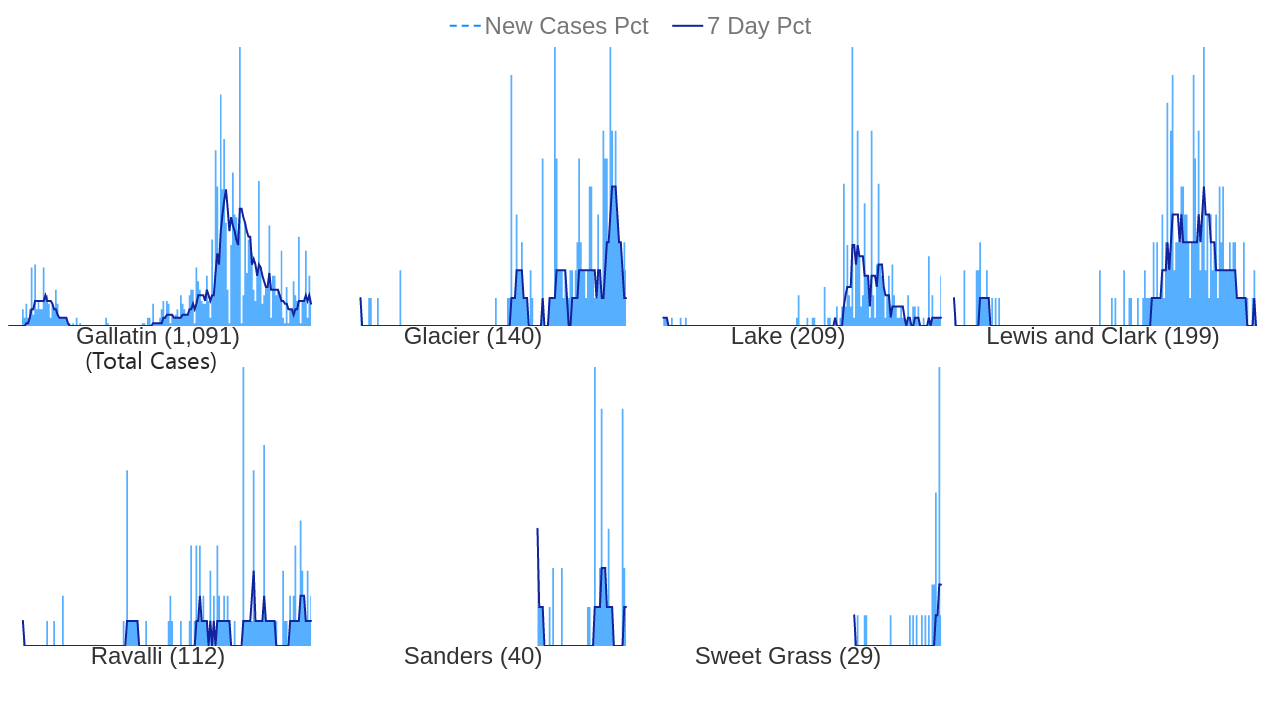 New Cases Pct 7 Day Pct
Gallatin (1,091)
(Total Cases)
Glacier (140)
Lake (209)
Lewis and Clark (199)
Ravalli (112)
Sanders (40)
Sweet Grass (29)